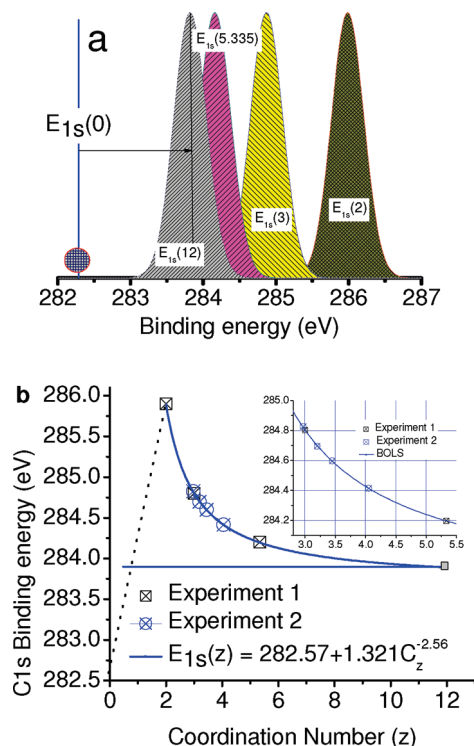 a
E1s(5.335)
E1s(0)
E1s(3)
E1s(2)
E1s(12)
282 283 284 285 286 287
Binding energy (eV)
b
C1s Binding energy (eV)
286.0
285.5
285.0
284.5
284.0
283.5
283.0
282.5
285.0
284.8
284.6
284.4
284.2
Experiment 1
Experiment 2
BOLS
3.0 3.5 4.0 4.5 5.0 5.5
Experiment 1
Experiment 2
E1s(z) = 282.57+1.321Cz^-2.56
0 2 4 6 8 10 12
Coordination Number (z)